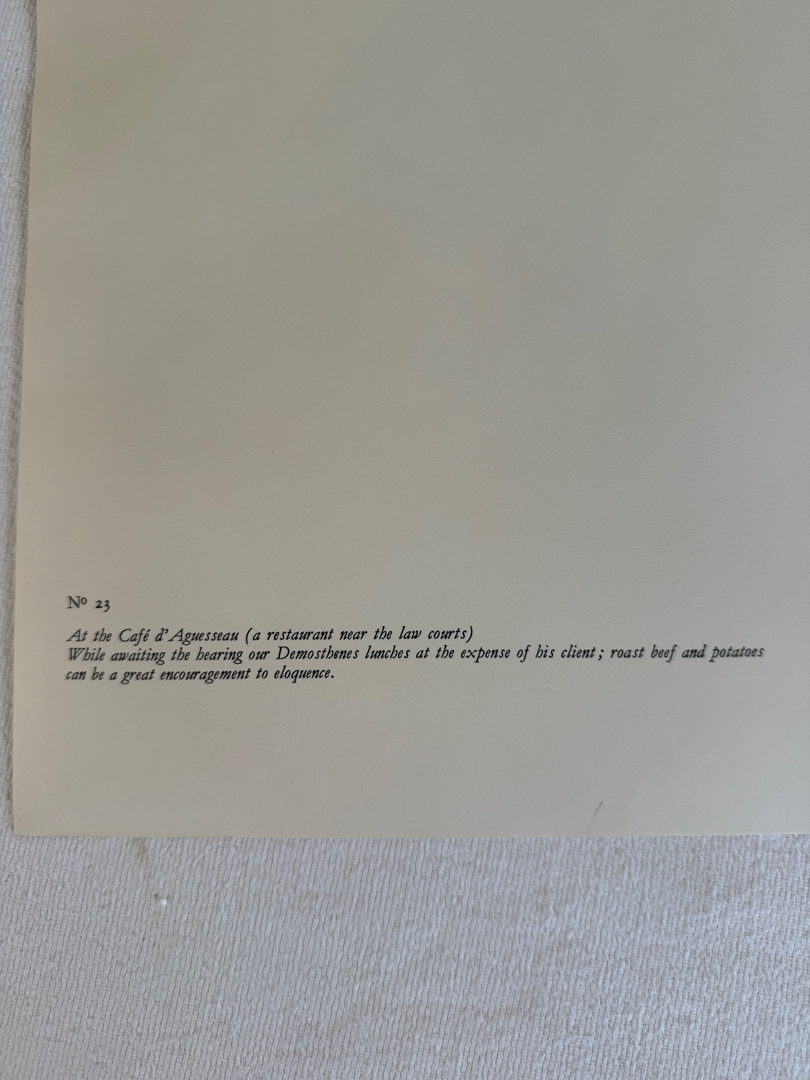 Nº 23
At the Café d'Aguesseau (a restaurant near the law courts)
While awaiting the hearing our Demosthenes lunches at the expense of his client; roast beef and potatoes
can be a great encouragement to eloquence.